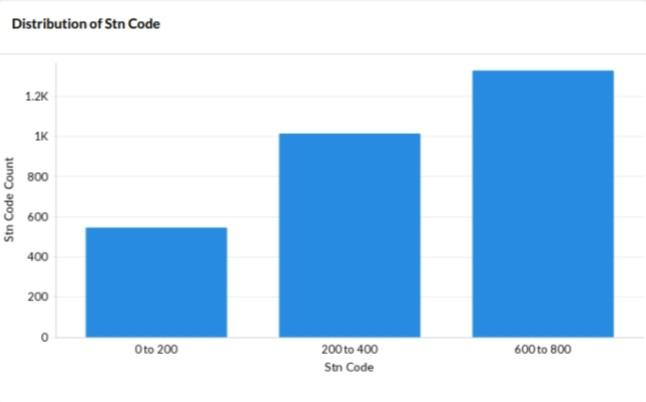 Distribution of Stn Code
1.2K
1K
800
600
400
200
0
Stn Code Count
0 to 200
200 to 400
600 to 800
Stn Code